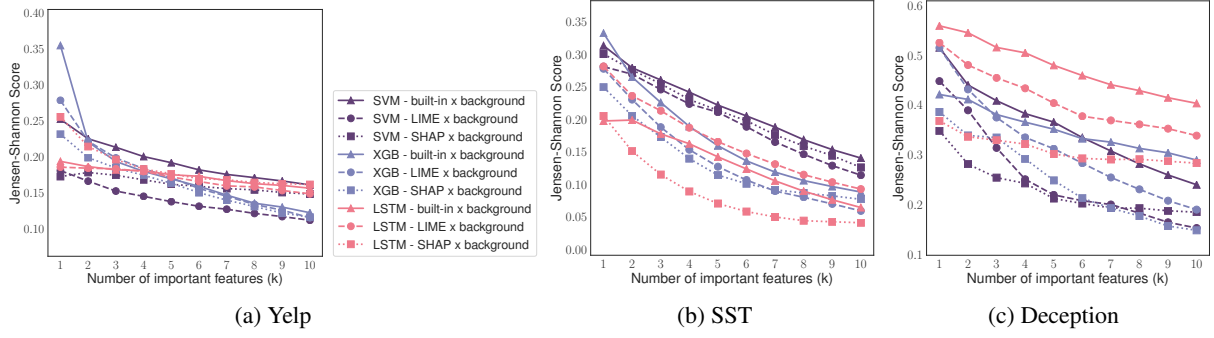 0.40
0.35
0.30
0.25
0.20
0.15
0.10
Jensen-Shannon Score
1 2 3 4 5 6 7 8 9 10
Number of important features (k)
(a) Yelp
SVM - built-in x background
SVM - LIME x background
SVM - SHAP x background
XGB - built-in x background
XGB - LIME x background
XGB - SHAP x background
LSTM - built-in x background
LSTM - LIME x background
LSTM - SHAP x background
0.35
0.30
0.25
0.20
0.15
0.10
0.05
0.00
Jensen-Shannon Score
1 2 3 4 5 6 7 8 9 10
Number of important features (k)
(b) SST
0.6
0.5
0.4
0.3
0.2
0.1
Jensen-Shannon Score
1 2 3 4 5 6 7 8 9 10
Number of important features (k)
(c) Deception